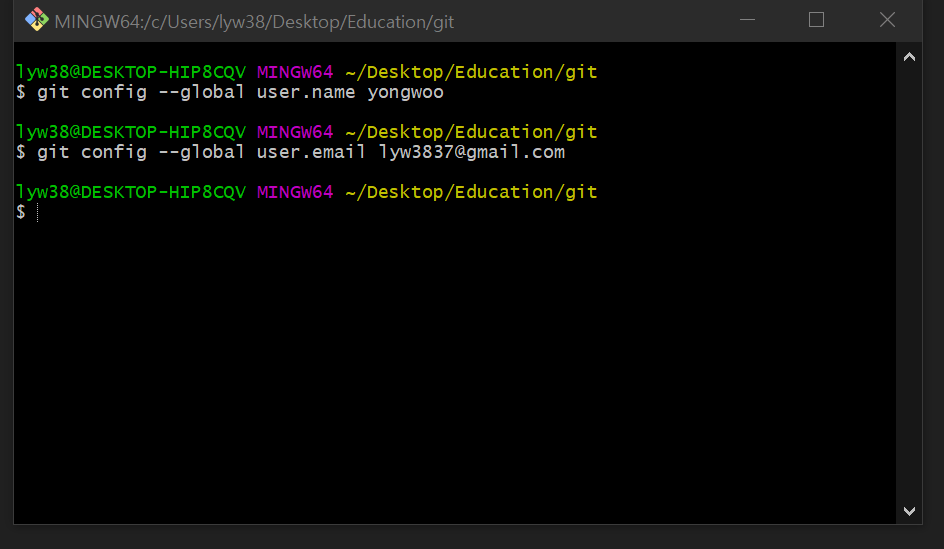 MINGW64:/c/Users/lyw38/Desktop/Education/git
lyw38@DESKTOP-HIP8CQV MINGW64 ~/Desktop/Education/git
$ git config --global user.name yongwoo
lyw38@DESKTOP-HIP8CQV MINGW64 ~/Desktop/Education/git
$ git config --global user.email lyw3837@gmail.com
lyw38@DESKTOP-HIP8CQV MINGW64 ~/Desktop/Education/git
$